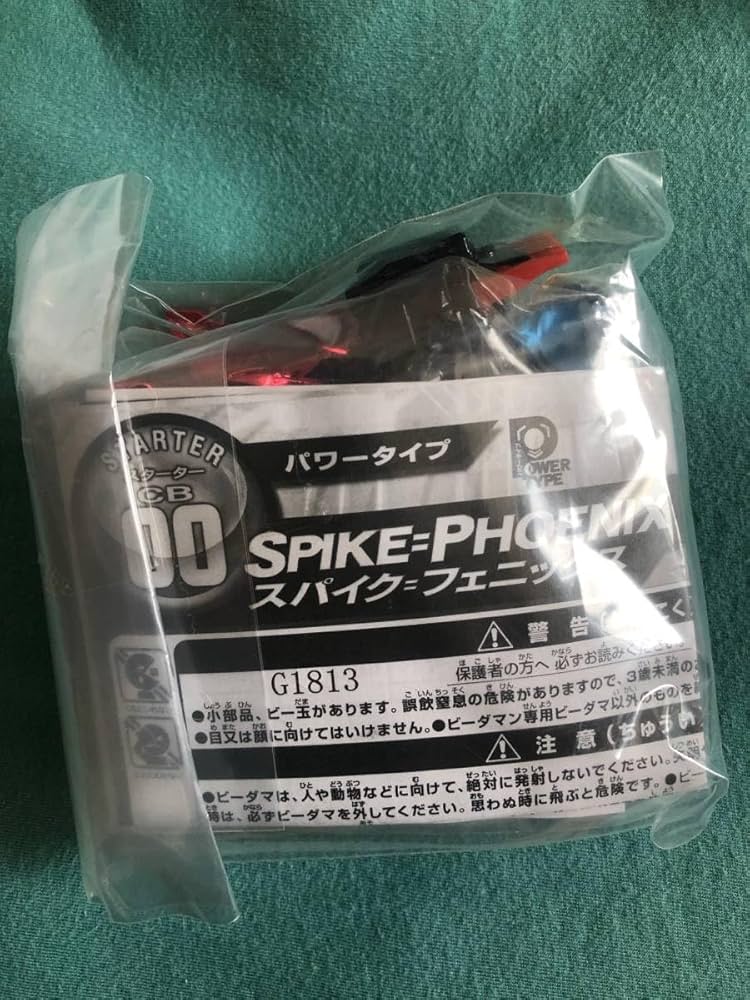 STARTER
スターター
CB
00
パワータイプ
POWER
TYPE
SPIKE=PHOENIX
スパイク=フェニックス
警告
保護者の方へ 必ずお読みください
G1813
●小部品、ビー玉があります。誤飲窒息の危険がありますので、3歳未満の
●目又は顔に向けてはいけません。●ビーダマン専用ビーダマ以外のものを
注意(ちゅうい
●ビーダマは、人や動物などに向けて、絶対に発射しないでください。
時は、必ずビーダマを外してください。思わぬ時に飛ぶと危険です。●ビー